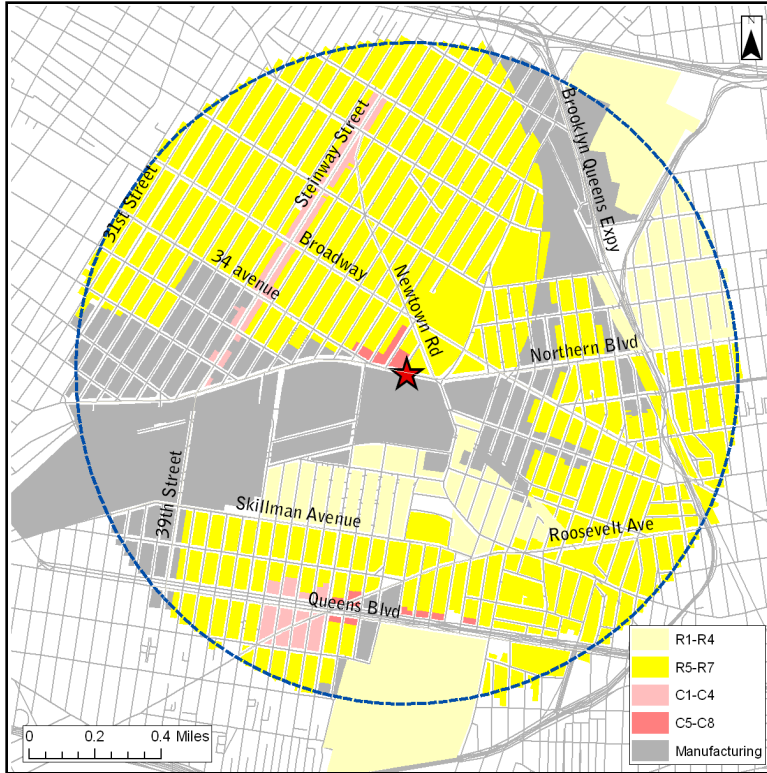 N
Brooklyn Queens Expy
Steinway Street
31st Street
Broadway
34 avenue
Newtown Rd
Northern Blvd
39th Street
Skillman Avenue
Roosevelt Ave
Queens Blvd
R1-R4
R5-R7
C1-C4
C5-C8
Manufacturing
0 0.2 0.4 Miles